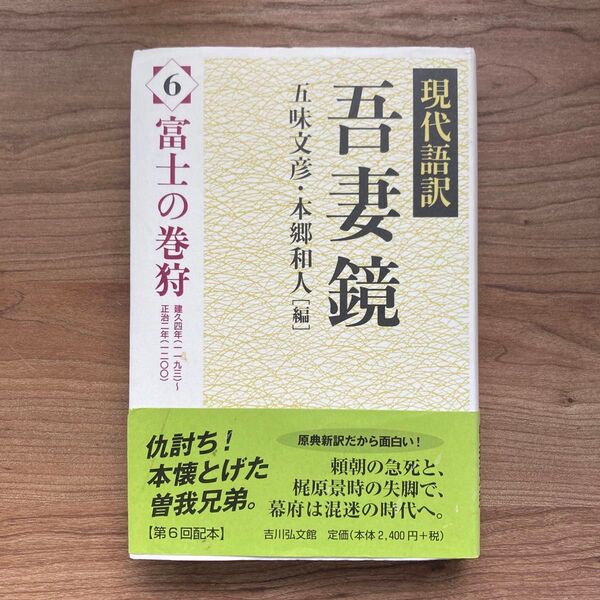 現代語訳
吾妻鏡
五味文彦・本郷和人[編]
6
富士の巻狩
建久四年(一一九三)〜
正治二年(一二〇〇)
仇討ち!
本懐とげた
曽我兄弟。
【第6回配本】
原典新訳だから面白い!
頼朝の急死と、
梶原景時の失脚で、
幕府は混迷の時代へ。
吉川弘文館 定価(本体2,400円+税)